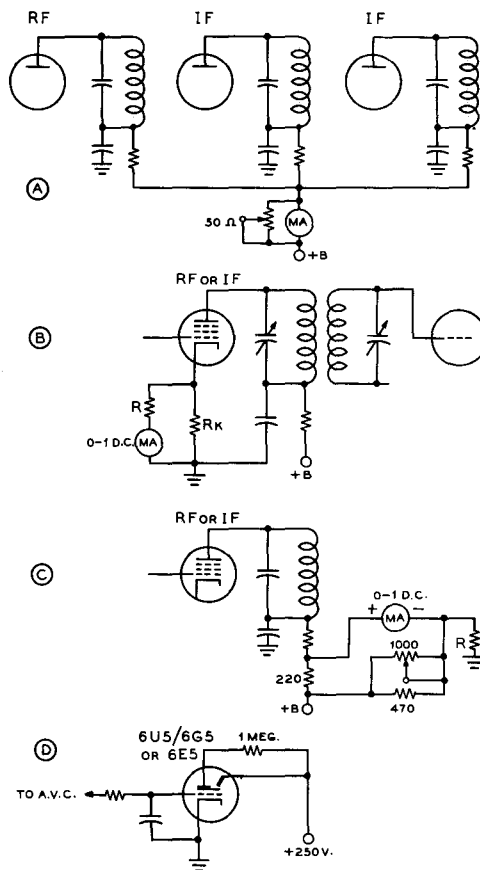 RF IF IF
A
50 Ω MA
+B
RF OR IF
B
R
RK
0-1 D.C. MA
+B
RF OR IF
C
0-1 D.C.
+ MA -
1000 R
220
+B 470
D
6U5/6G5 1 MEG.
OR 6E5
TO A.V.C.
+250V.